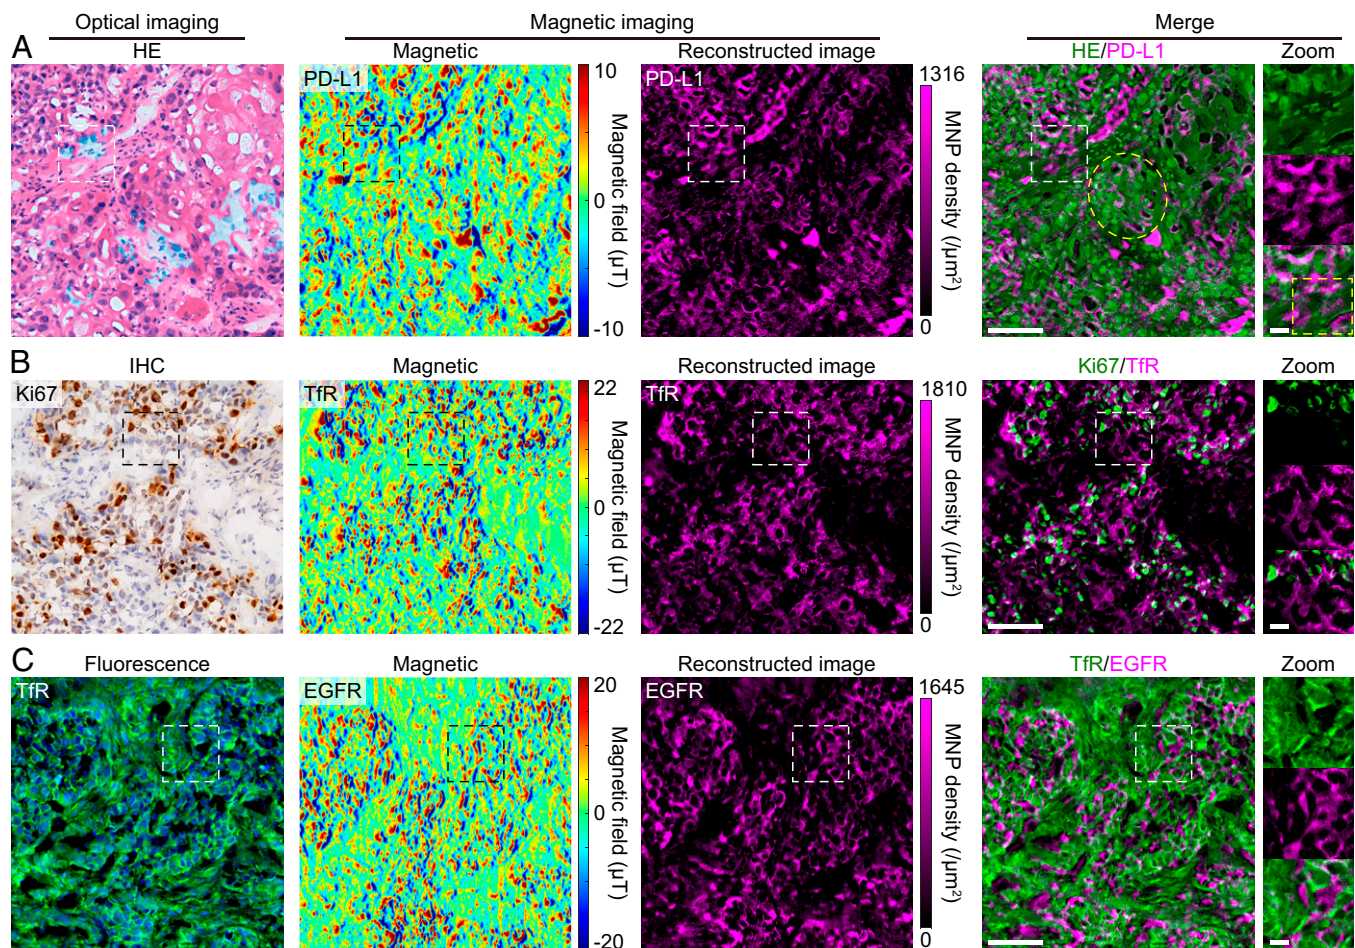 Optical imaging
Magnetic imaging
Merge
A
HE
Magnetic
Reconstructed image
HE/PD-L1
Zoom
PD-L1
10
0
-10
Magnetic field (µT)
PD-L1
1316
0
MNP density (/µm²)
B
IHC
Magnetic
Reconstructed image
Ki67/TfR
Zoom
Ki67
TfR
22
0
-22
Magnetic field (µT)
TfR
1810
0
MNP density (/µm²)
C
Fluorescence
Magnetic
Reconstructed image
TfR/EGFR
Zoom
TfR
EGFR
20
0
-20
Magnetic field (µT)
EGFR
1645
0
MNP density (/µm²)